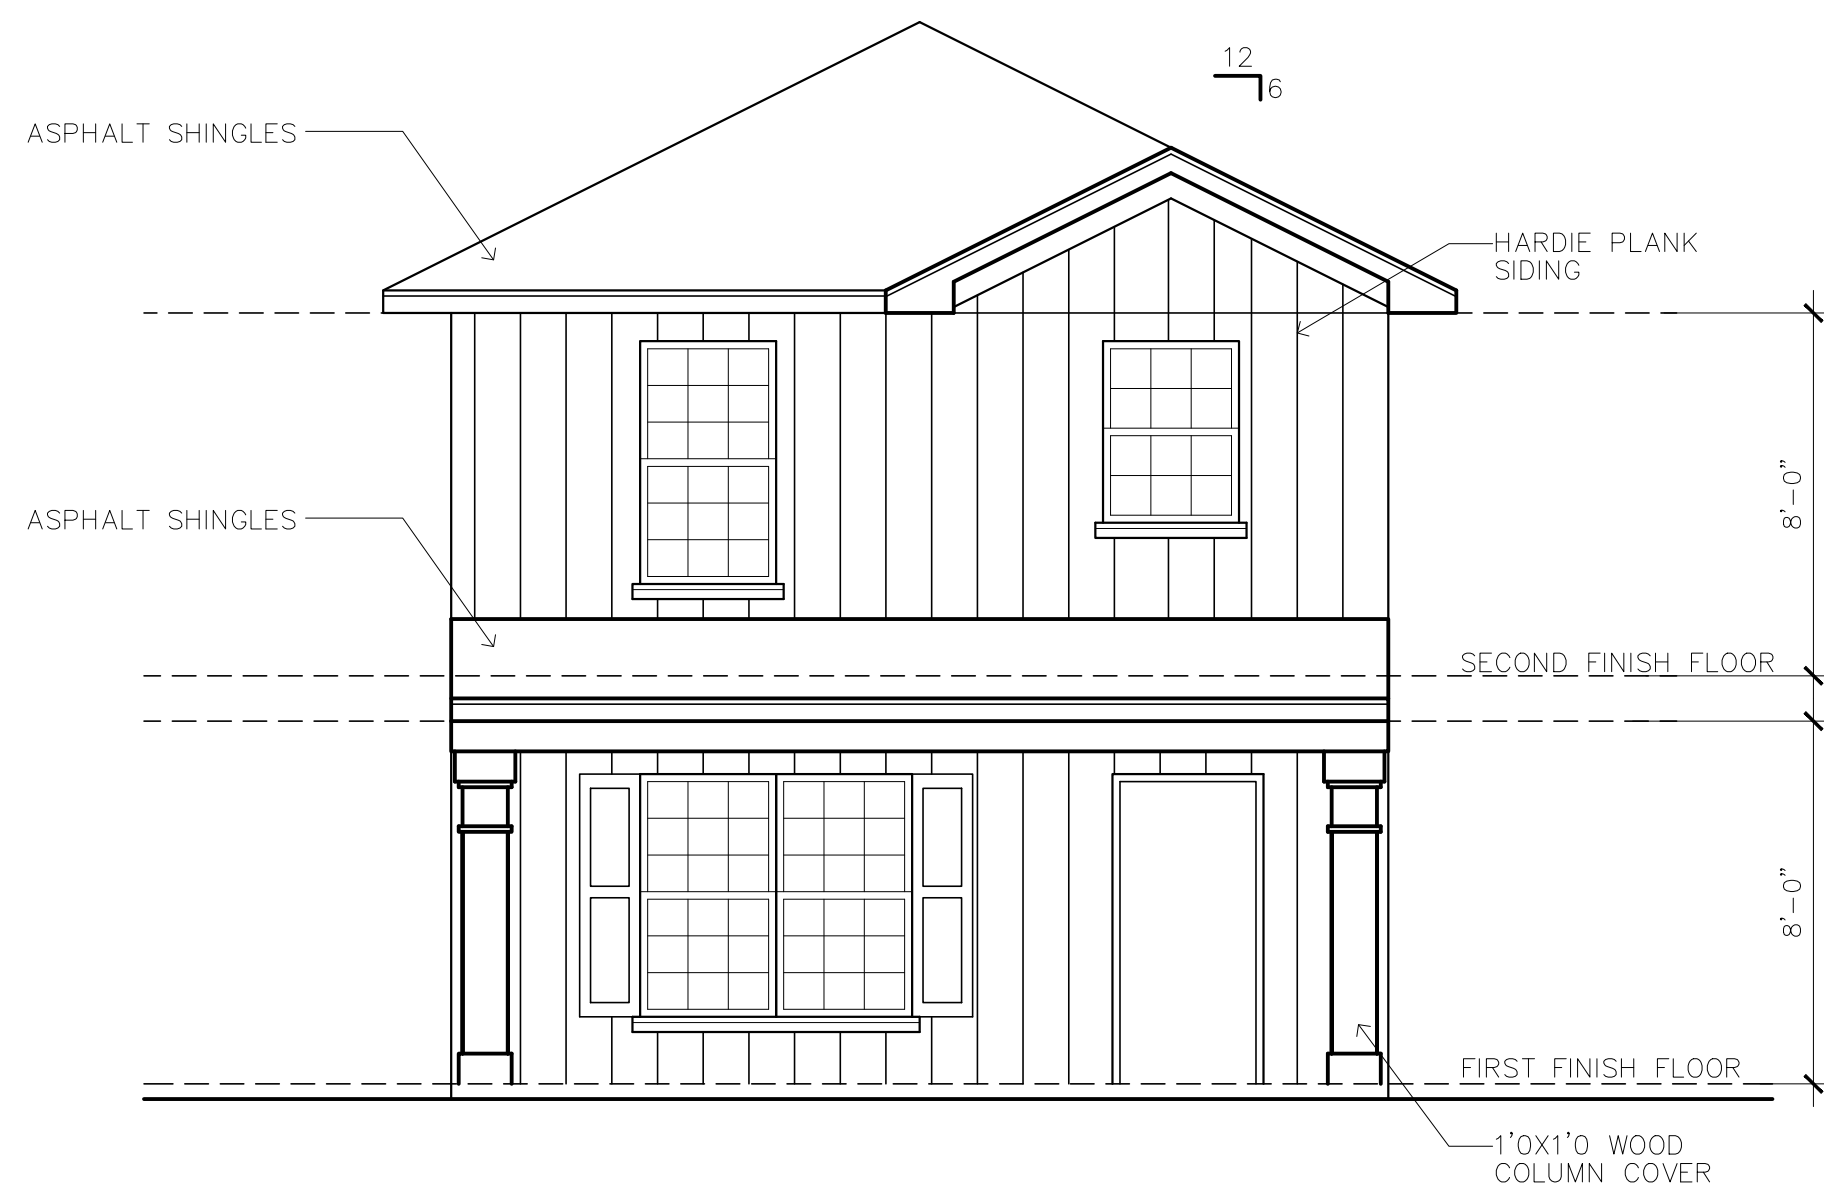 12
6
ASPHALT SHINGLES
HARDIE PLANK
SIDING
8'-0"
ASPHALT SHINGLES
SECOND FINISH FLOOR
8'-0"
FIRST FINISH FLOOR
1'0X1'0 WOOD
COLUMN COVER